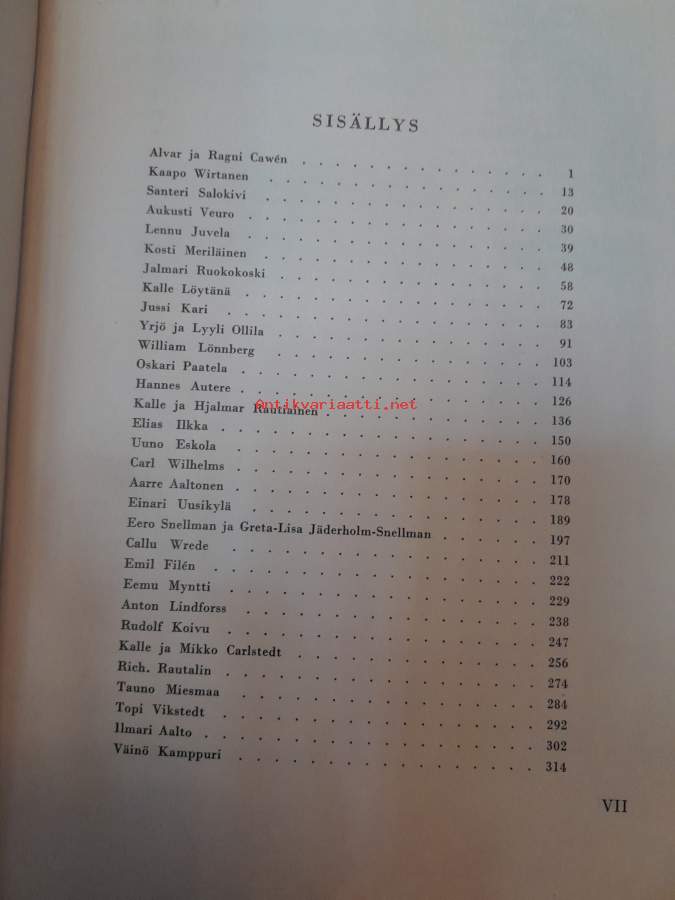 SISÄLLYS
Alvar ja Ragni Cawén . . . . . . . . . . . . . . . 1
Kaapo Wirtanen . . . . . . . . . . . . . . . . . 13
Santeri Salokivi . . . . . . . . . . . . . . . . . 20
Aukusti Veuro . . . . . . . . . . . . . . . . . . 30
Lennu Juvela . . . . . . . . . . . . . . . . . . 39
Kosti Meriläinen . . . . . . . . . . . . . . . . . 48
Jalmari Ruokokoski . . . . . . . . . . . . . . . . 58
Kalle Löytänä . . . . . . . . . . . . . . . . . . 72
Jussi Kari . . . . . . . . . . . . . . . . . . . 83
Yrjö ja Lyyli Ollila . . . . . . . . . . . . . . . . 91
William Lönnberg . . . . . . . . . . . . . . . . 103
Oskari Paatela . . . . . . . . . . . . . . . . . . 114
Hannes Autere . . . . . . . . . . . . . . . . . . 126
Antikvariaatti.net
Kalle ja Hjalmar Rautiainen . . . . . . . . . . . . . 136
Elias Ilkka . . . . . . . . . . . . . . . . . . . 150
Uuno Eskola . . . . . . . . . . . . . . . . . . 160
Carl Wilhelms . . . . . . . . . . . . . . . . . . 170
Aarre Aaltonen . . . . . . . . . . . . . . . . . 178
Einari Uusikylä . . . . . . . . . . . . . . . . . 189
Eero Snellman ja Greta-Lisa Jäderholm-Snellman . . . . . . 197
Callu Wrede . . . . . . . . . . . . . . . . . . 211
Emil Filén . . . . . . . . . . . . . . . . . . . 222
Eemu Myntti . . . . . . . . . . . . . . . . . . 229
Anton Lindforss . . . . . . . . . . . . . . . . . 238
Rudolf Koivu . . . . . . . . . . . . . . . . . . 247
Kalle ja Mikko Carlstedt . . . . . . . . . . . . . . 256
Rich. Rautalin . . . . . . . . . . . . . . . . . . 274
Tauno Miesmaa . . . . . . . . . . . . . . . . . 284
Topi Vikstedt . . . . . . . . . . . . . . . . . . 292
Ilmari Aalto . . . . . . . . . . . . . . . . . . . 302
Väinö Kamppuri . . . . . . . . . . . . . . . . . 314
VII